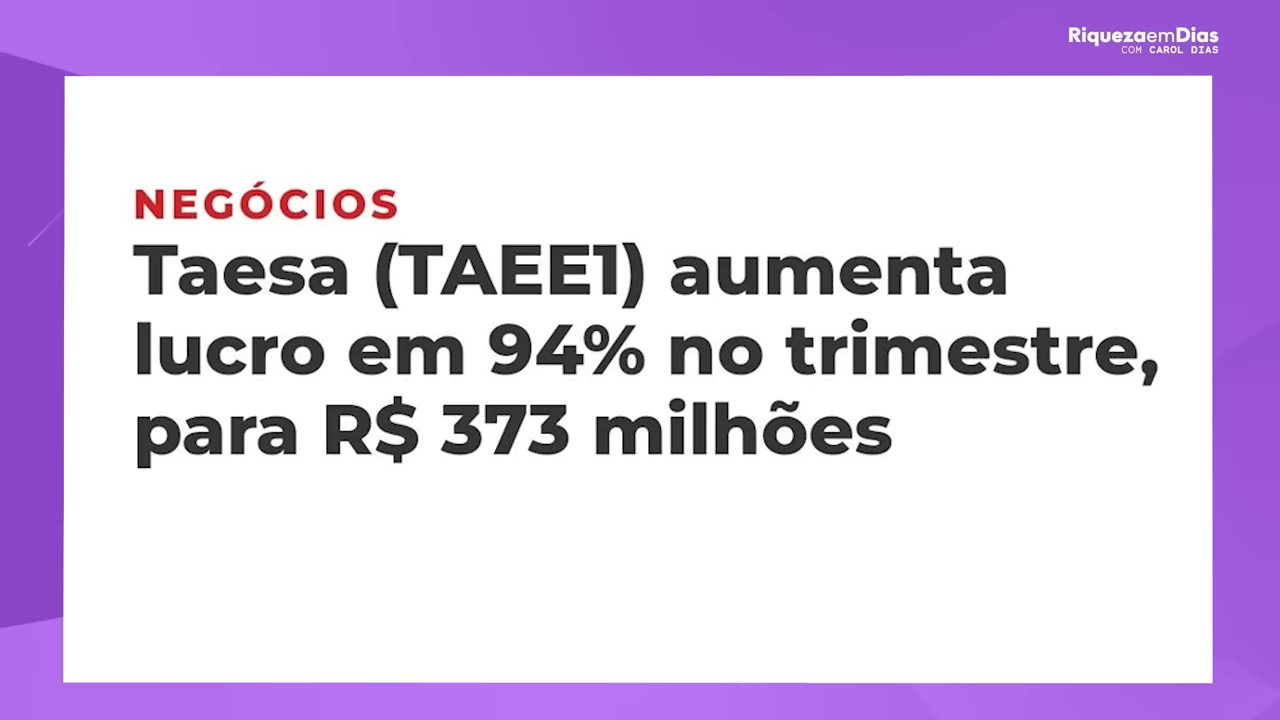 RiquezaemDias
COM CAROL DIAS
NEGÓCIOS
Taesa (TAEE1) aumenta
lucro em 94% no trimestre,
para R$ 373 milhões